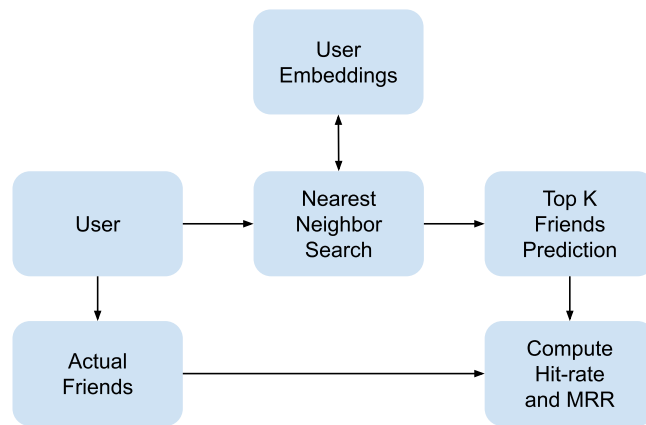 User
Embeddings
User
Nearest
Neighbor
Search
Top K
Friends
Prediction
Actual
Friends
Compute
Hit-rate
and MRR